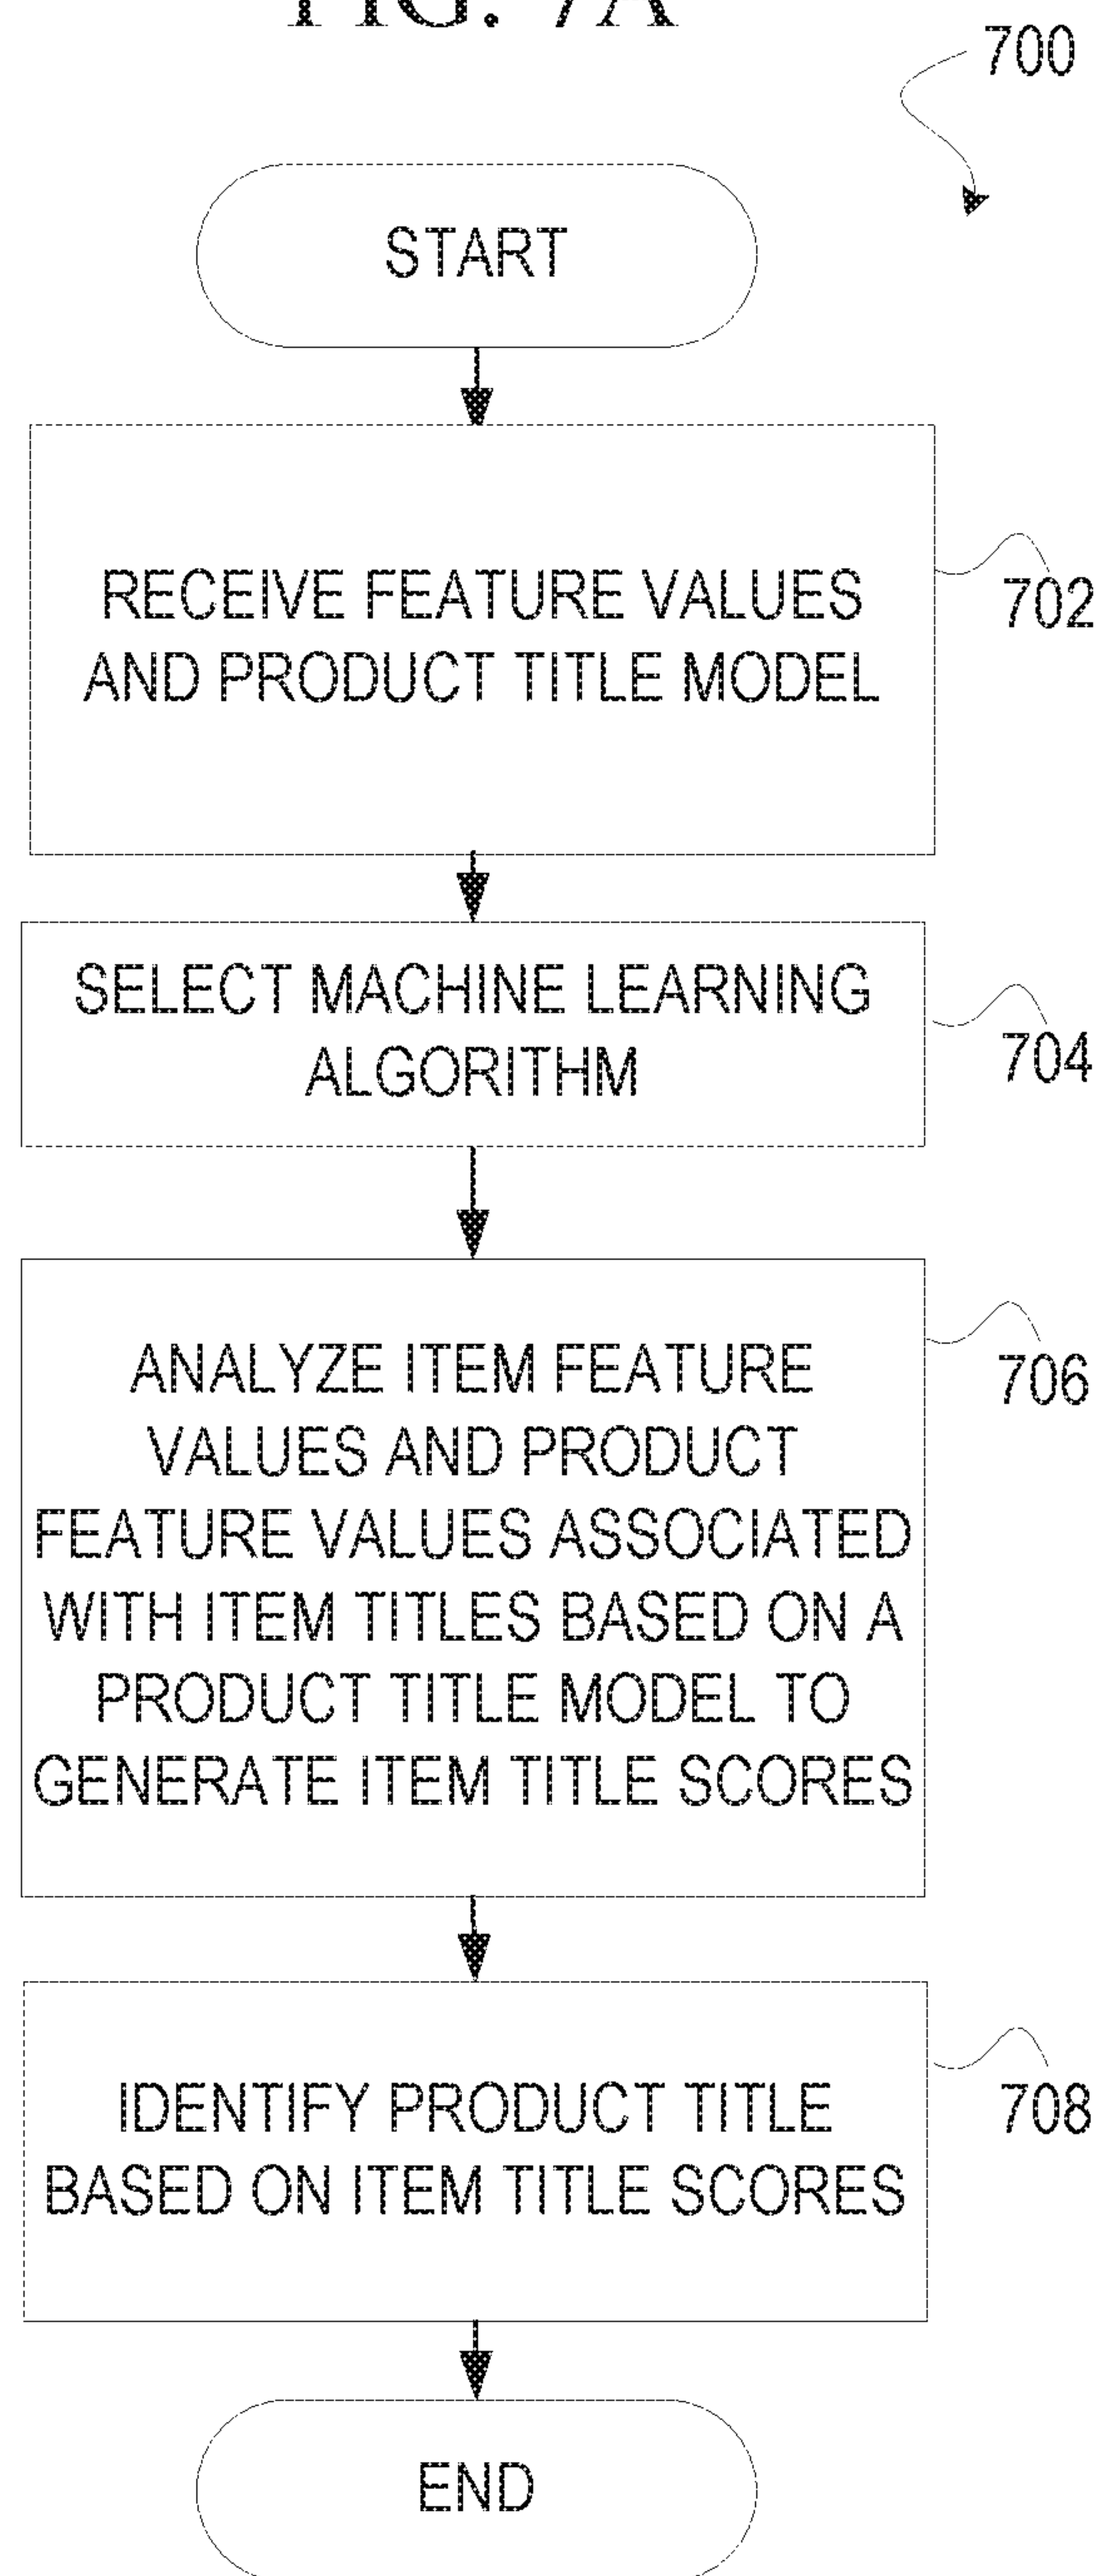 FIG. 7A
700
START
RECEIVE FEATURE VALUES
AND PRODUCT TITLE MODEL
702
SELECT MACHINE LEARNING
ALGORITHM
704
ANALYZE ITEM FEATURE
VALUES AND PRODUCT
FEATURE VALUES ASSOCIATED
WITH ITEM TITLES BASED ON A
PRODUCT TITLE MODEL TO
GENERATE ITEM TITLE SCORES
706
IDENTIFY PRODUCT TITLE
BASED ON ITEM TITLE SCORES
708
END